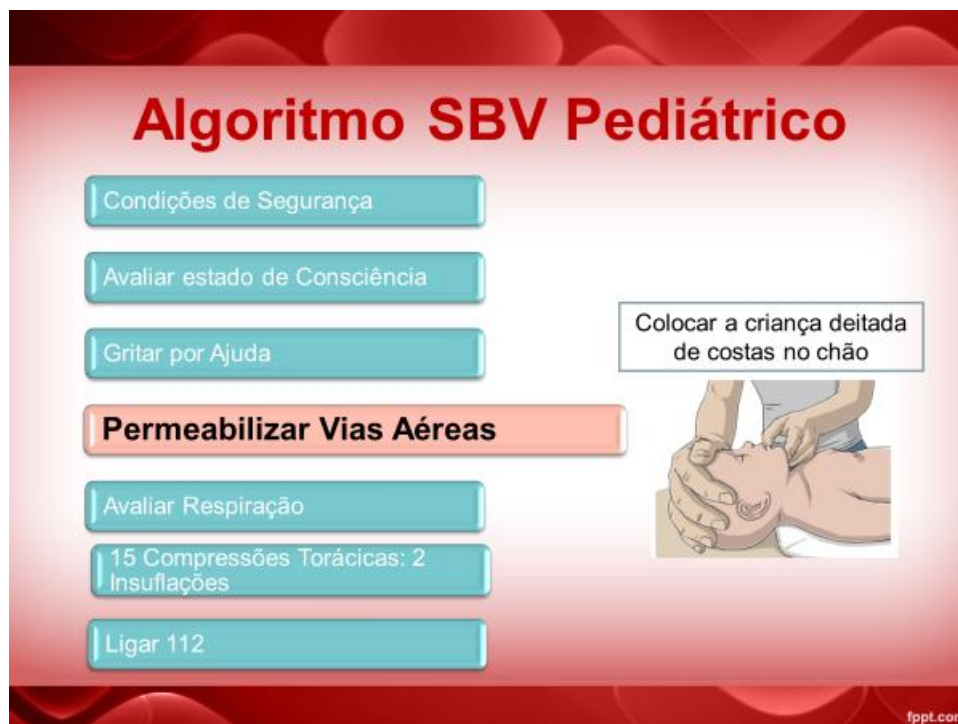 Algoritmo SBV Pediátrico
Condições de Segurança
Avaliar estado de Consciência
Gritar por Ajuda
Permeabilizar Vias Aéreas
Avaliar Respiração
15 Compressões Torácicas: 2
Insuflações
Ligar 112
Colocar a criança deitada
de costas no chão
fppt.com